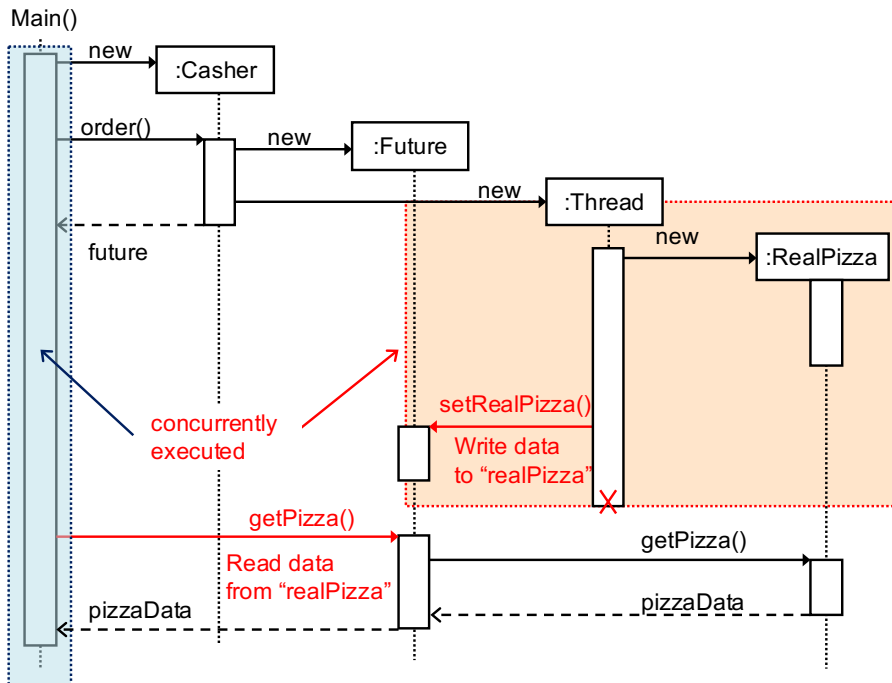 Main()
new
:Casher
order()
new
:Future
new
:Thread
future
new
:RealPizza
setRealPizza()
concurrently
executed
Write data
to “realPizza”
getPizza()
Read data
from “realPizza”
getPizza()
pizzaData
pizzaData